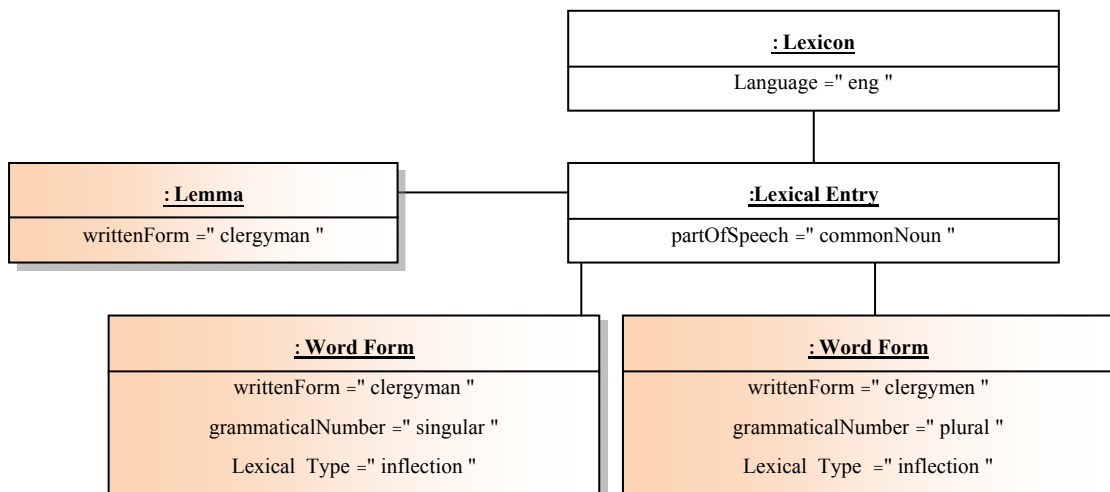 : Lexicon
Language =" eng "
: Lemma
writtenForm =" clergyman "
:Lexical Entry
partOfSpeech =" commonNoun "
: Word Form
writtenForm =" clergyman "
grammaticalNumber =" singular "
Lexical Type =" inflection "
: Word Form
writtenForm =" clergymen "
grammaticalNumber =" plural "
Lexical Type =" inflection "